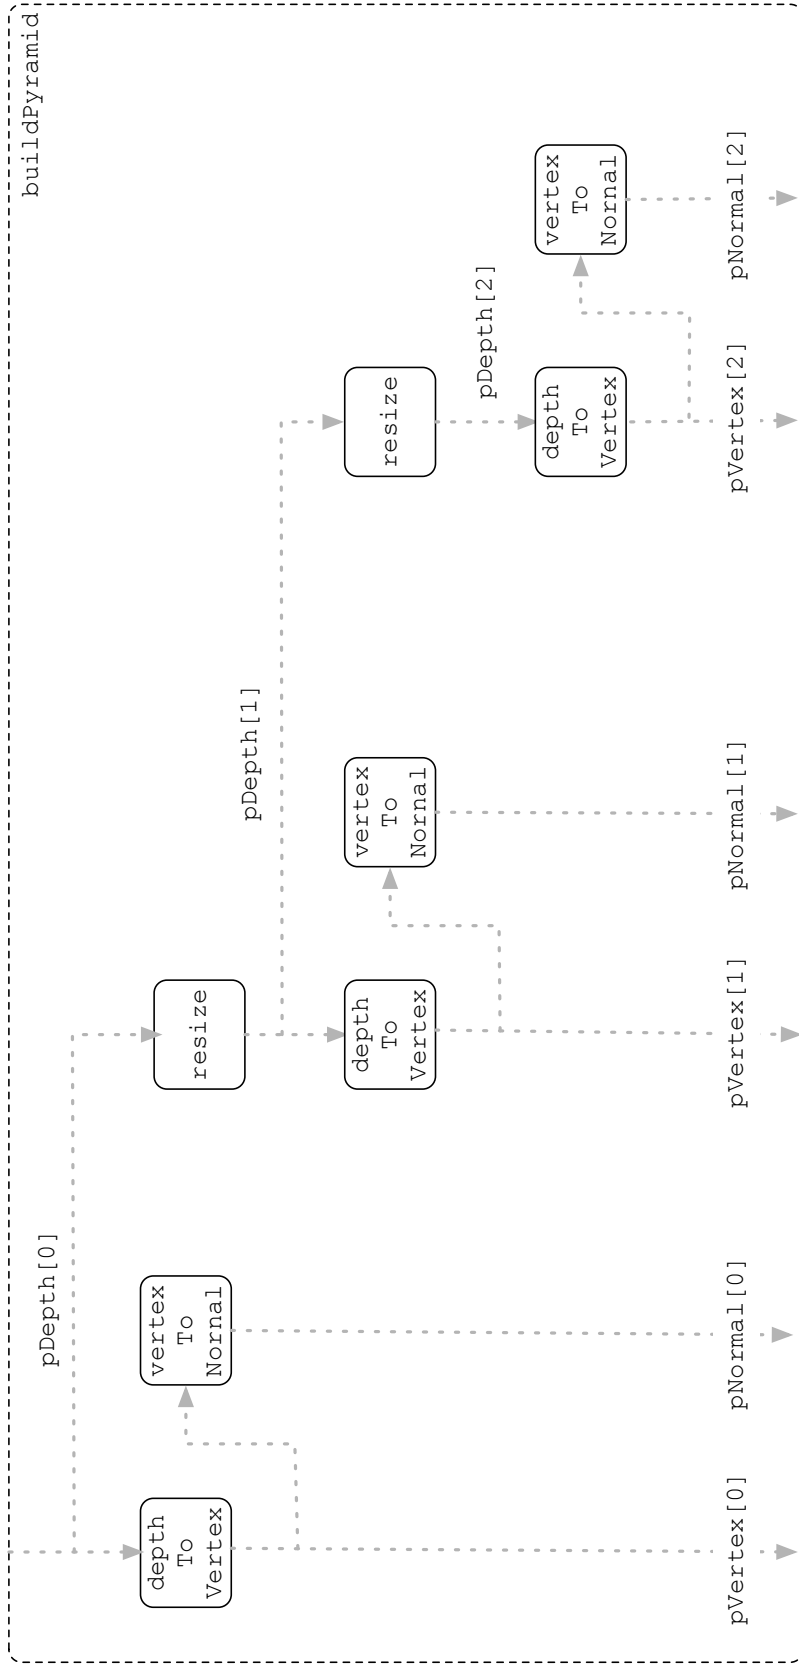 buildPyramid
pDepth[0]
depth
To
Vertex
vertex
To
Nornal
pVertex[0]
pNormal[0]
resize
pDepth[1]
depth
To
Vertex
vertex
To
Nornal
pVertex[1]
pNormal[1]
resize
pDepth[2]
depth
To
Vertex
vertex
To
Nornal
pVertex[2]
pNormal[2]